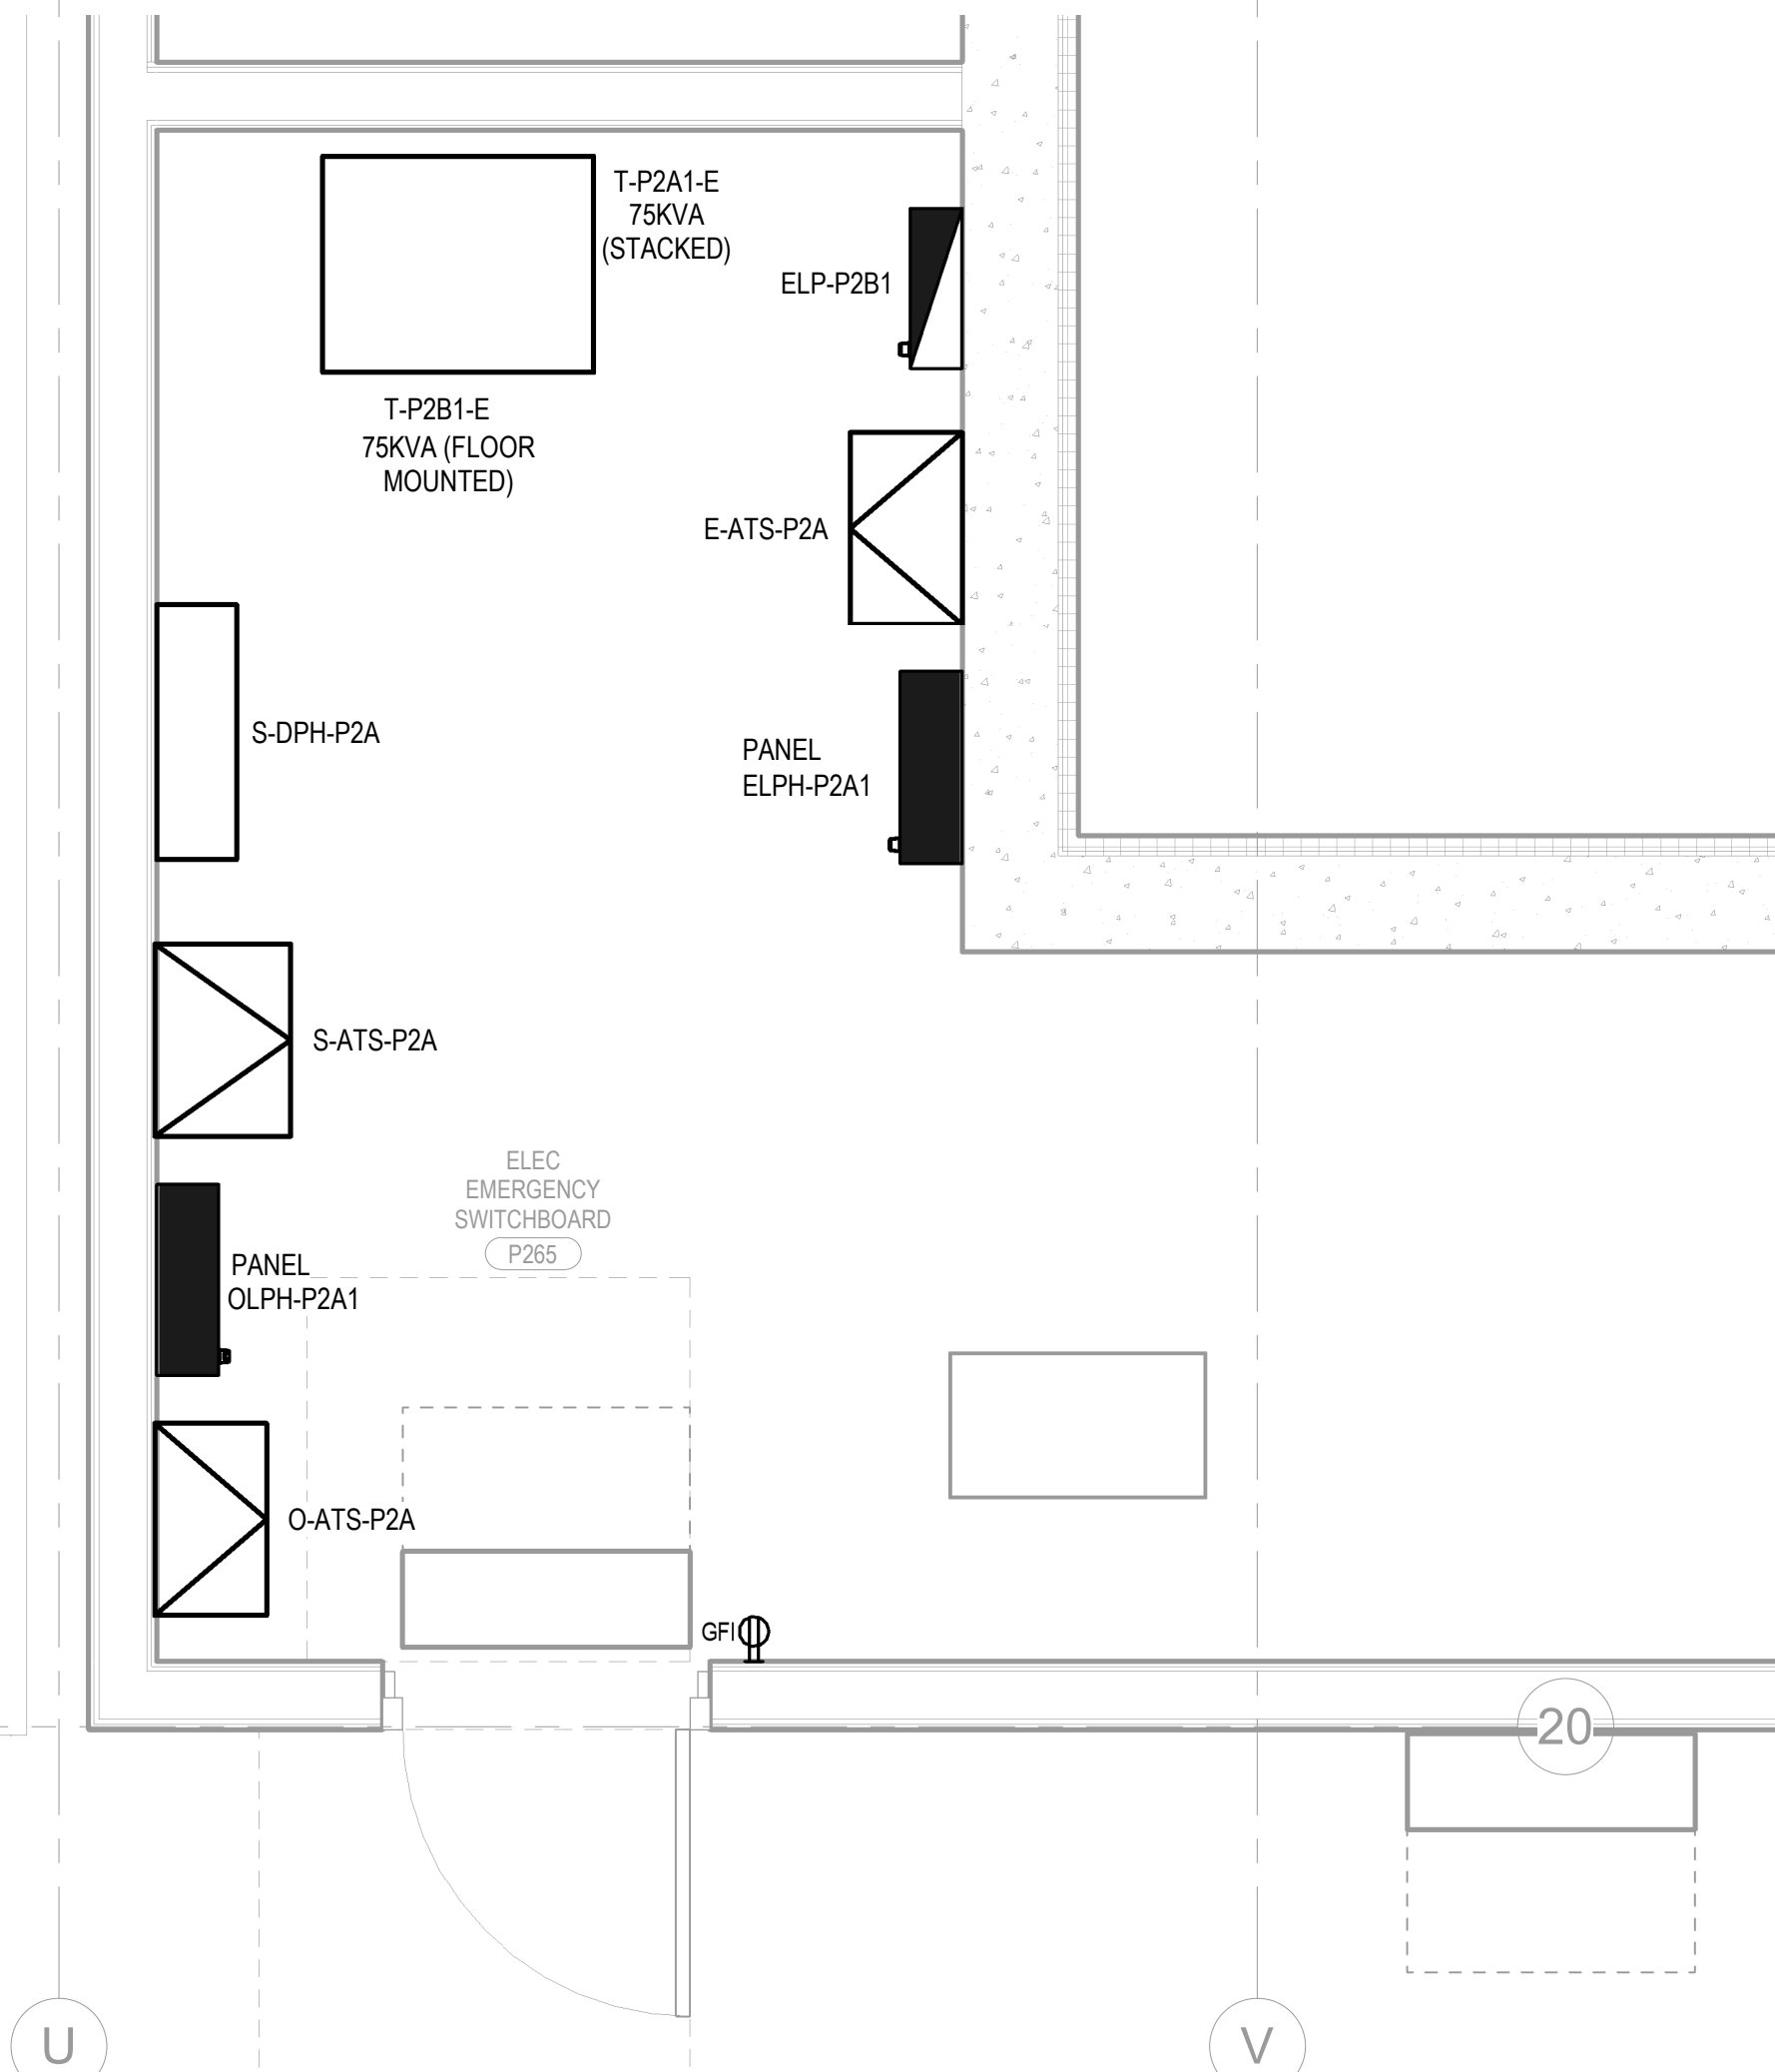 T-P2A1-E
75KVA
(STACKED)
ELP-P2B1
T-P2B1-E
75KVA (FLOOR
MOUNTED)
E-ATS-P2A
S-DPH-P2A
PANEL
ELPH-P2A1
S-ATS-P2A
ELEC
EMERGENCY
SWITCHBOARD
P265
PANEL
OLPH-P2A1
O-ATS-P2A
GFI
20
U
V